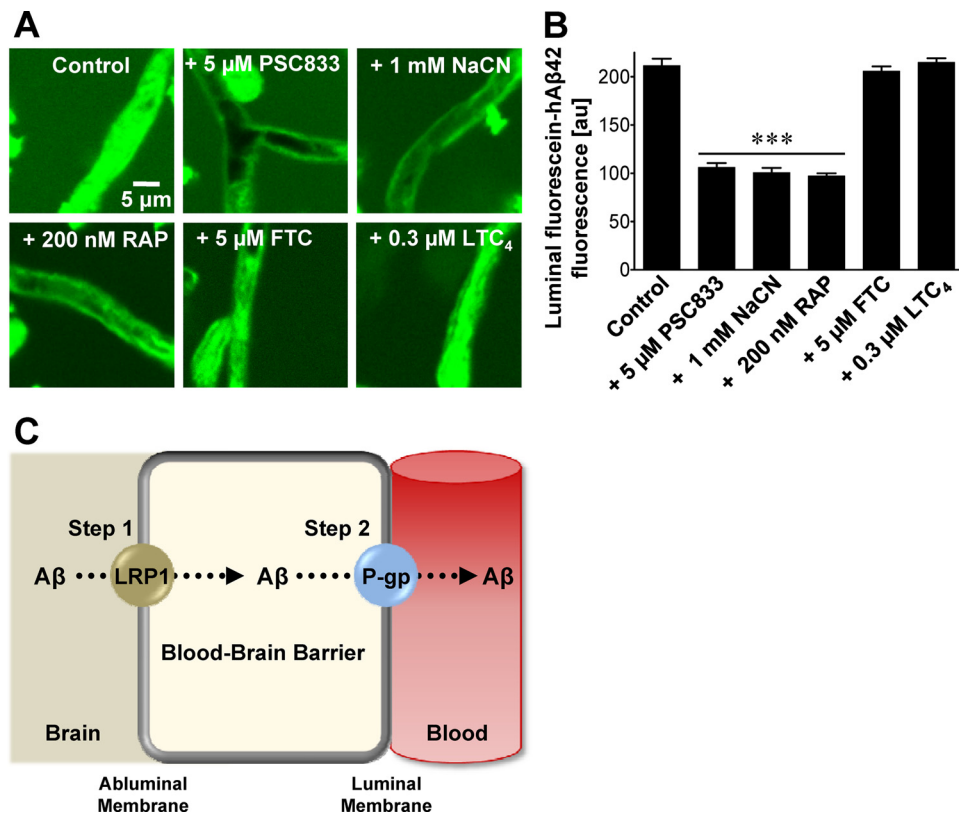 A
Control
+ 5 µM PSC833
+ 1 mM NaCN
5 µm
+ 200 nM RAP
+ 5 µM FTC
+ 0.3 µM LTC₄
B
Luminal fluorescein-hAβ42
fluorescence [au]
200
150
100
50
0
***
Control
+ 5 µM PSC833
+ 1 mM NaCN
+ 200 nM RAP
+ 5 µM FTC
+ 0.3 µM LTC₄
C
Step 1
Step 2
Aβ
LRP1
Aβ
P-gp
Aβ
Blood-Brain Barrier
Brain
Blood
Abluminal
Membrane
Luminal
Membrane